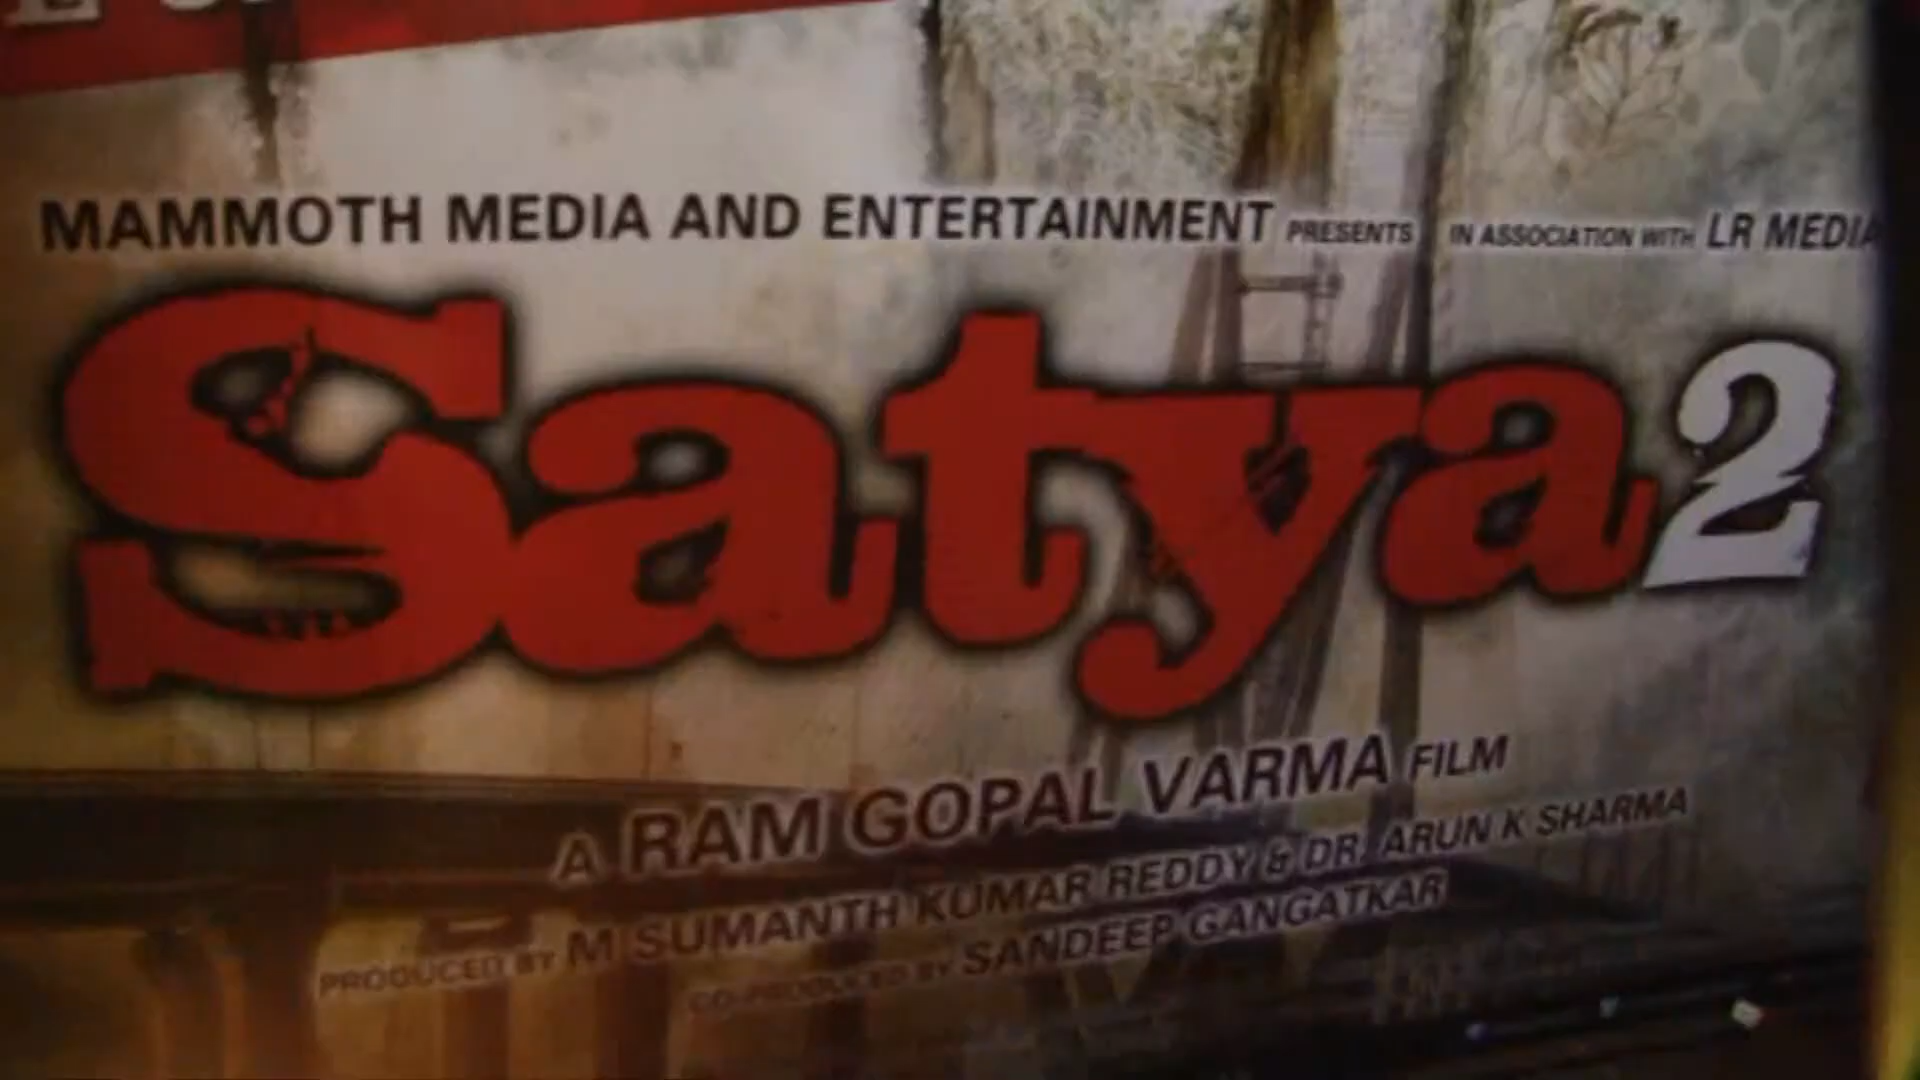 MAMMOTH MEDIA AND ENTERTAINMENT PRESENTS IN ASSOCIATION WITH LR MEDIA
Satya 2
A RAM GOPAL VARMA FILM
PRODUCED BY M SUMANTH KUMAR REDDY & DR. ARUN K SHARMA
CO-PRODUCED BY SANDEEP GANGATKAR